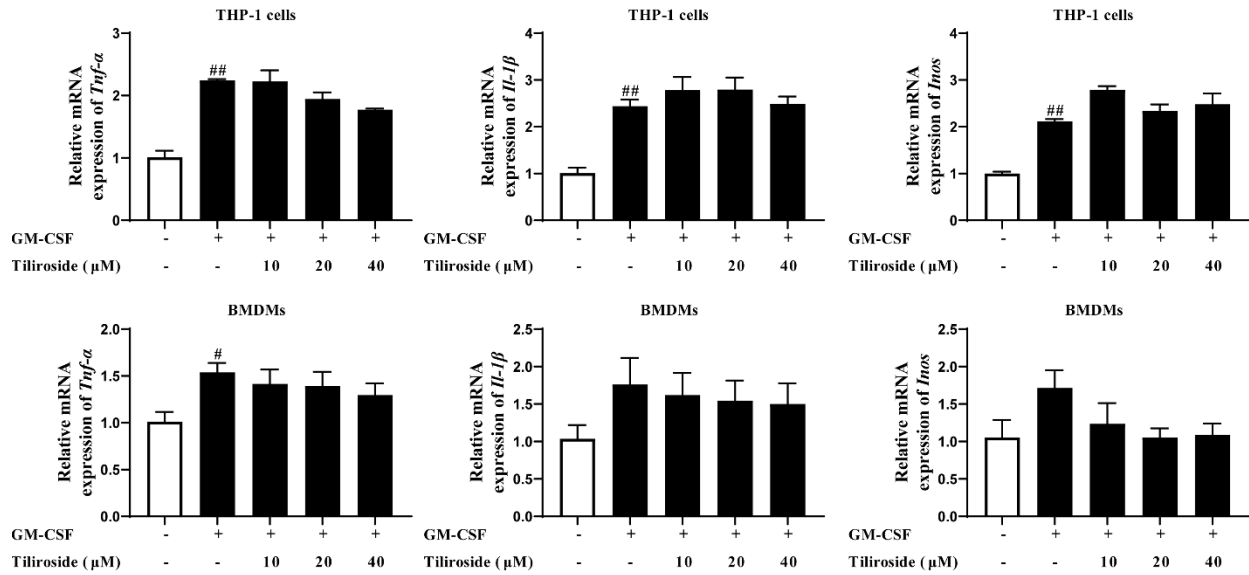 THP-1 cells
Relative mRNA
expression of Tnf-α
3
2
1
0
##
GM-CSF - + + + +
Tiliroside (μM) - - 10 20 40
THP-1 cells
Relative mRNA
expression of Il-1β
4
3
2
1
0
##
GM-CSF - + + + +
Tiliroside (μM) - - 10 20 40
THP-1 cells
Relative mRNA
expression of Inos
4
3
2
1
0
##
GM-CSF - + + + +
Tiliroside (μM) - - 10 20 40
BMDMs
Relative mRNA
expression of Tnf-α
2.0
1.5
1.0
0.5
0.0
#
GM-CSF - + + + +
Tiliroside (μM) - - 10 20 40
BMDMs
Relative mRNA
expression of Il-1β
2.5
2.0
1.5
1.0
0.5
0.0
GM-CSF - + + + +
Tiliroside (μM) - - 10 20 40
BMDMs
Relative mRNA
expression of Inos
2.5
2.0
1.5
1.0
0.5
0.0
GM-CSF - + + + +
Tiliroside (μM) - - 10 20 40